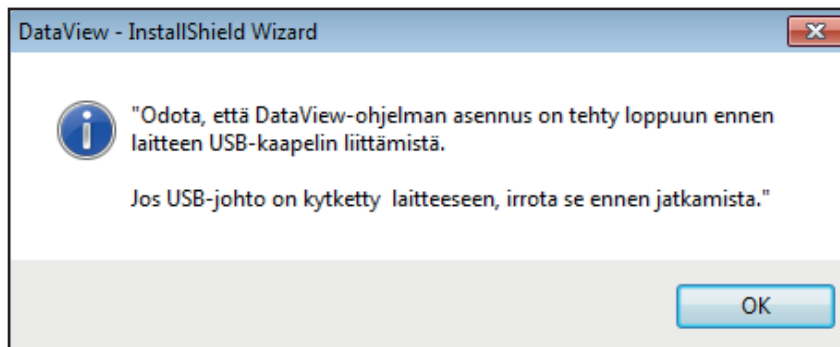 DataView - InstallShield Wizard
"Odota, että DataView-ohjelman asennus on tehty loppuun ennen
laitteen USB-kaapelin liittämistä.
Jos USB-johto on kytketty  laitteeseen, irrota se ennen jatkamista."
OK